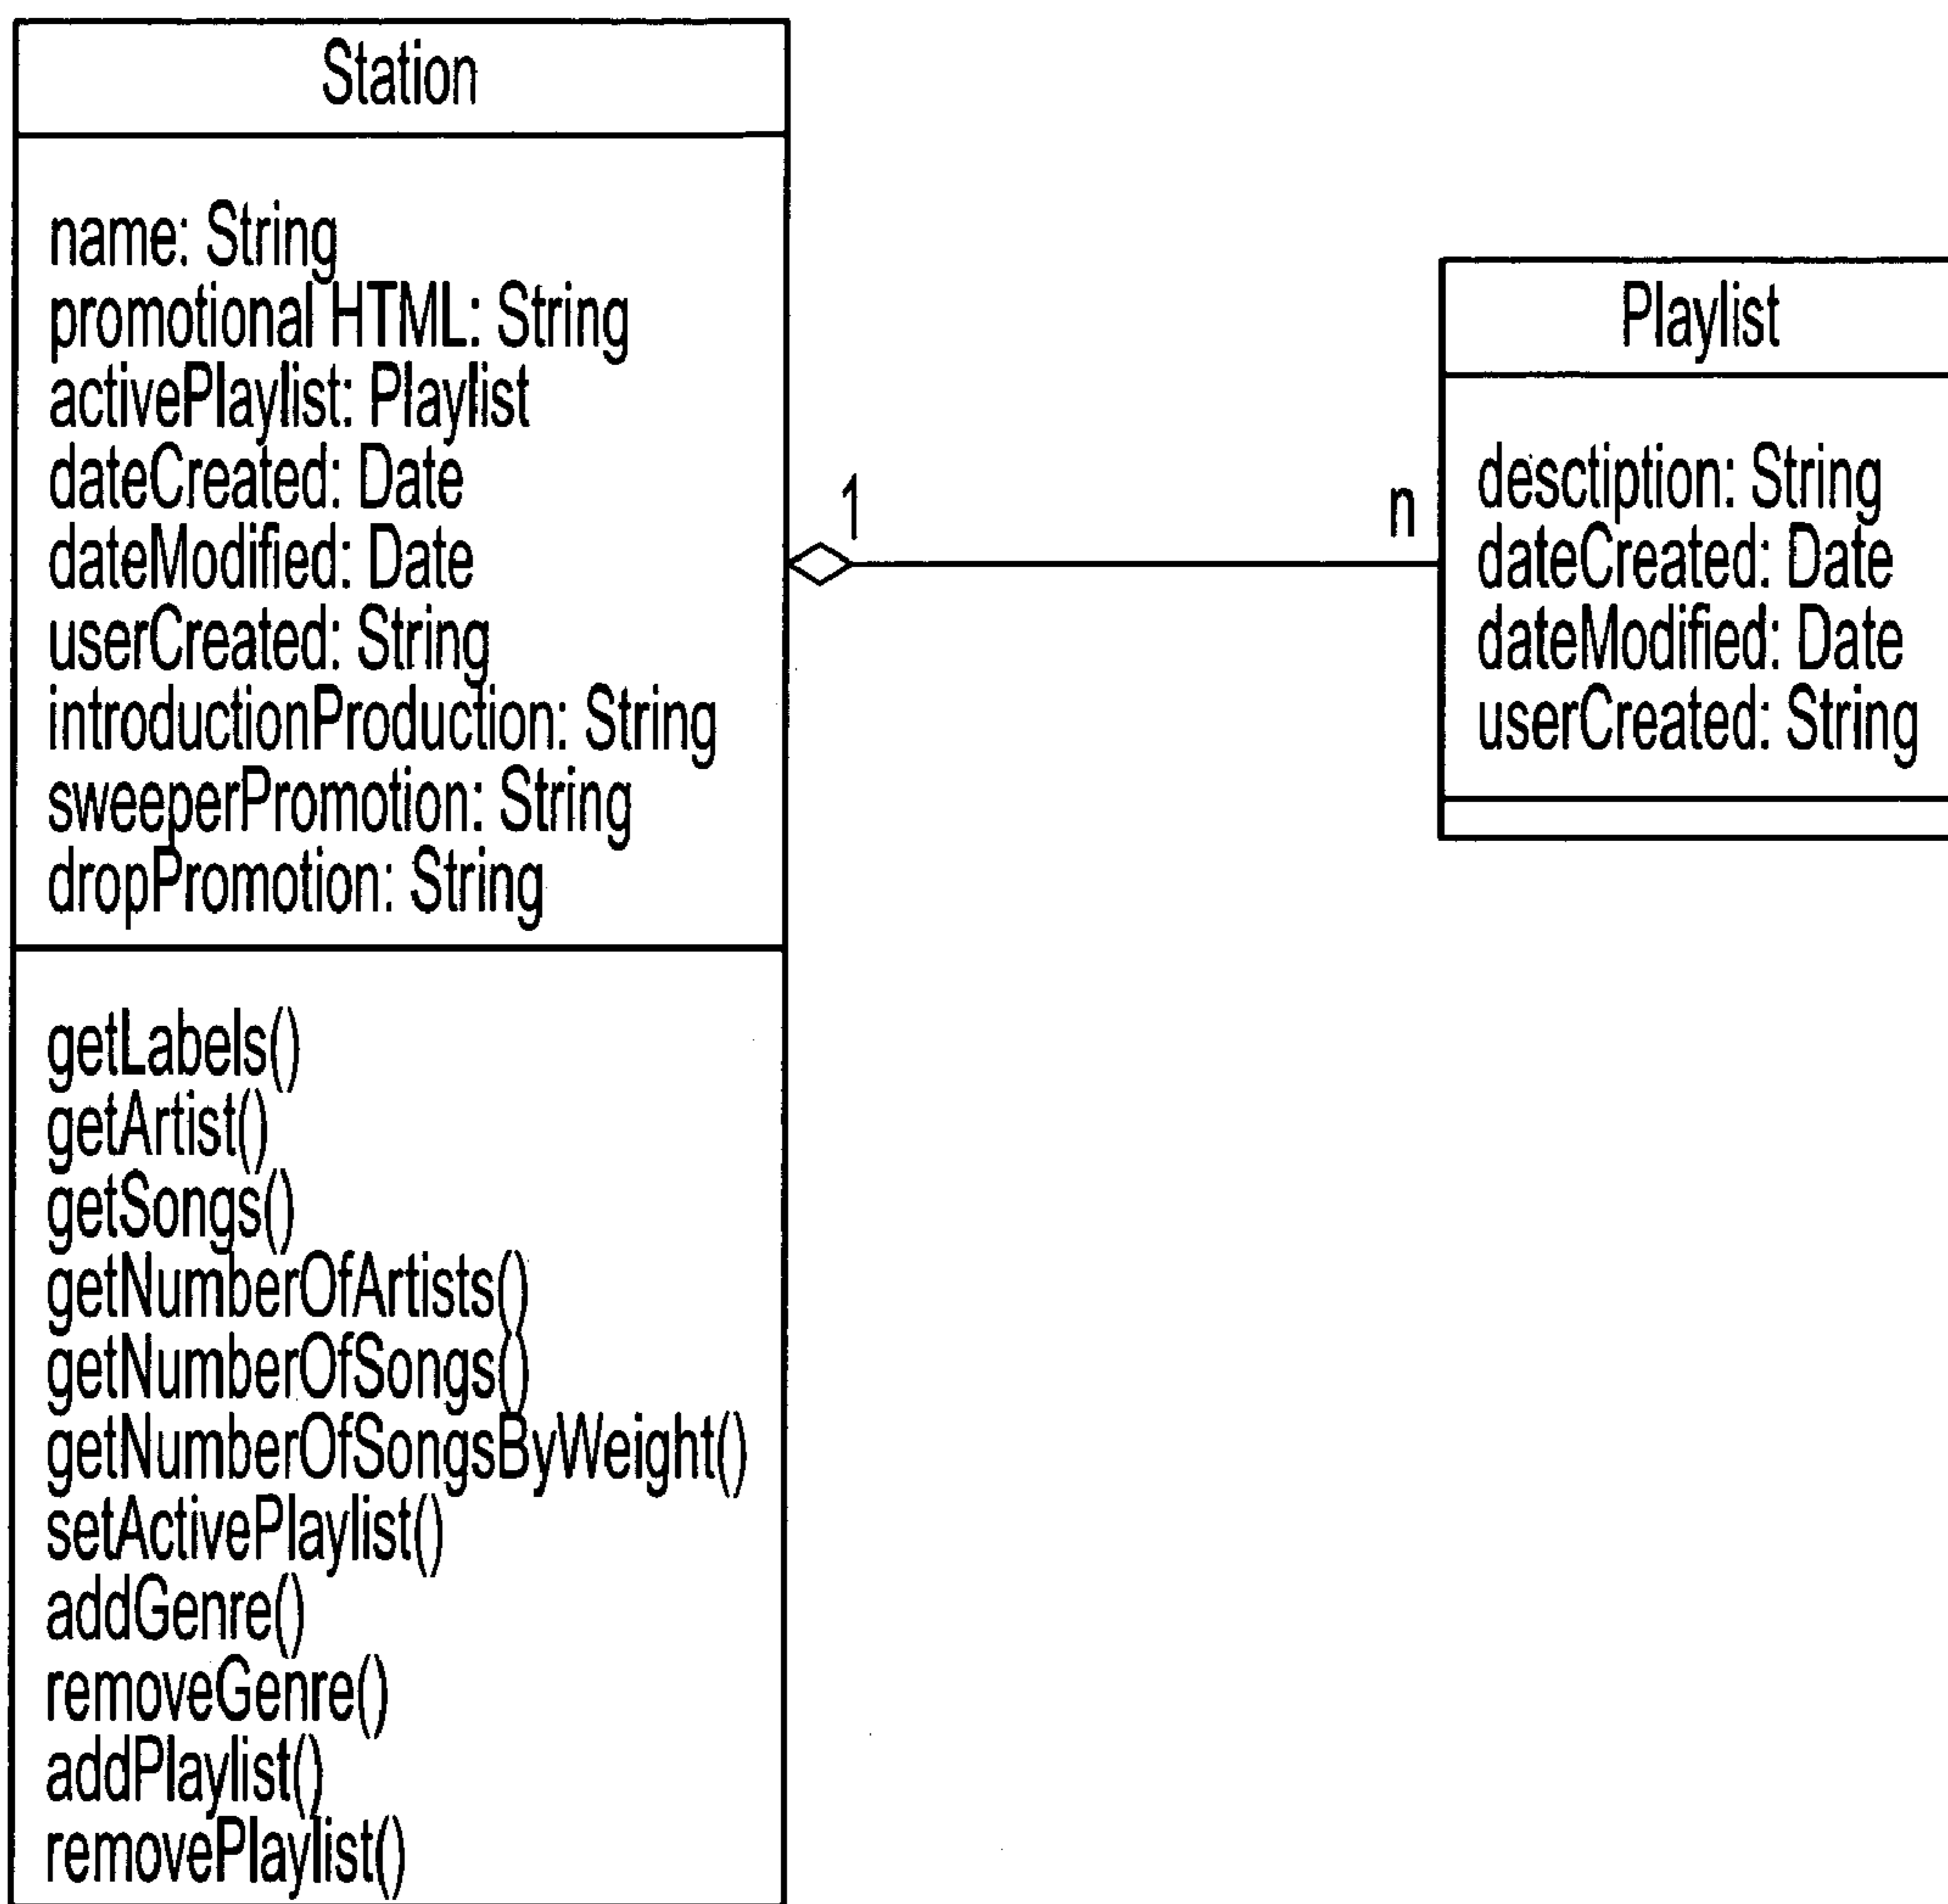 Station
name: String
promotional HTML: String
activePlaylist: Playlist
dateCreated: Date
dateModified: Date
userCreated: String
introductionProduction: String
sweeperPromotion: String
dropPromotion: String
getLabels()
getArtist()
getSongs()
getNumberOfArtists()
getNumberOfSongs()
getNumberOfSongsByWeight()
setActivePlaylist()
addGenre()
removeGenre()
addPlaylist()
removePlaylist()
1
n
Playlist
desctiption: String
dateCreated: Date
dateModified: Date
userCreated: String